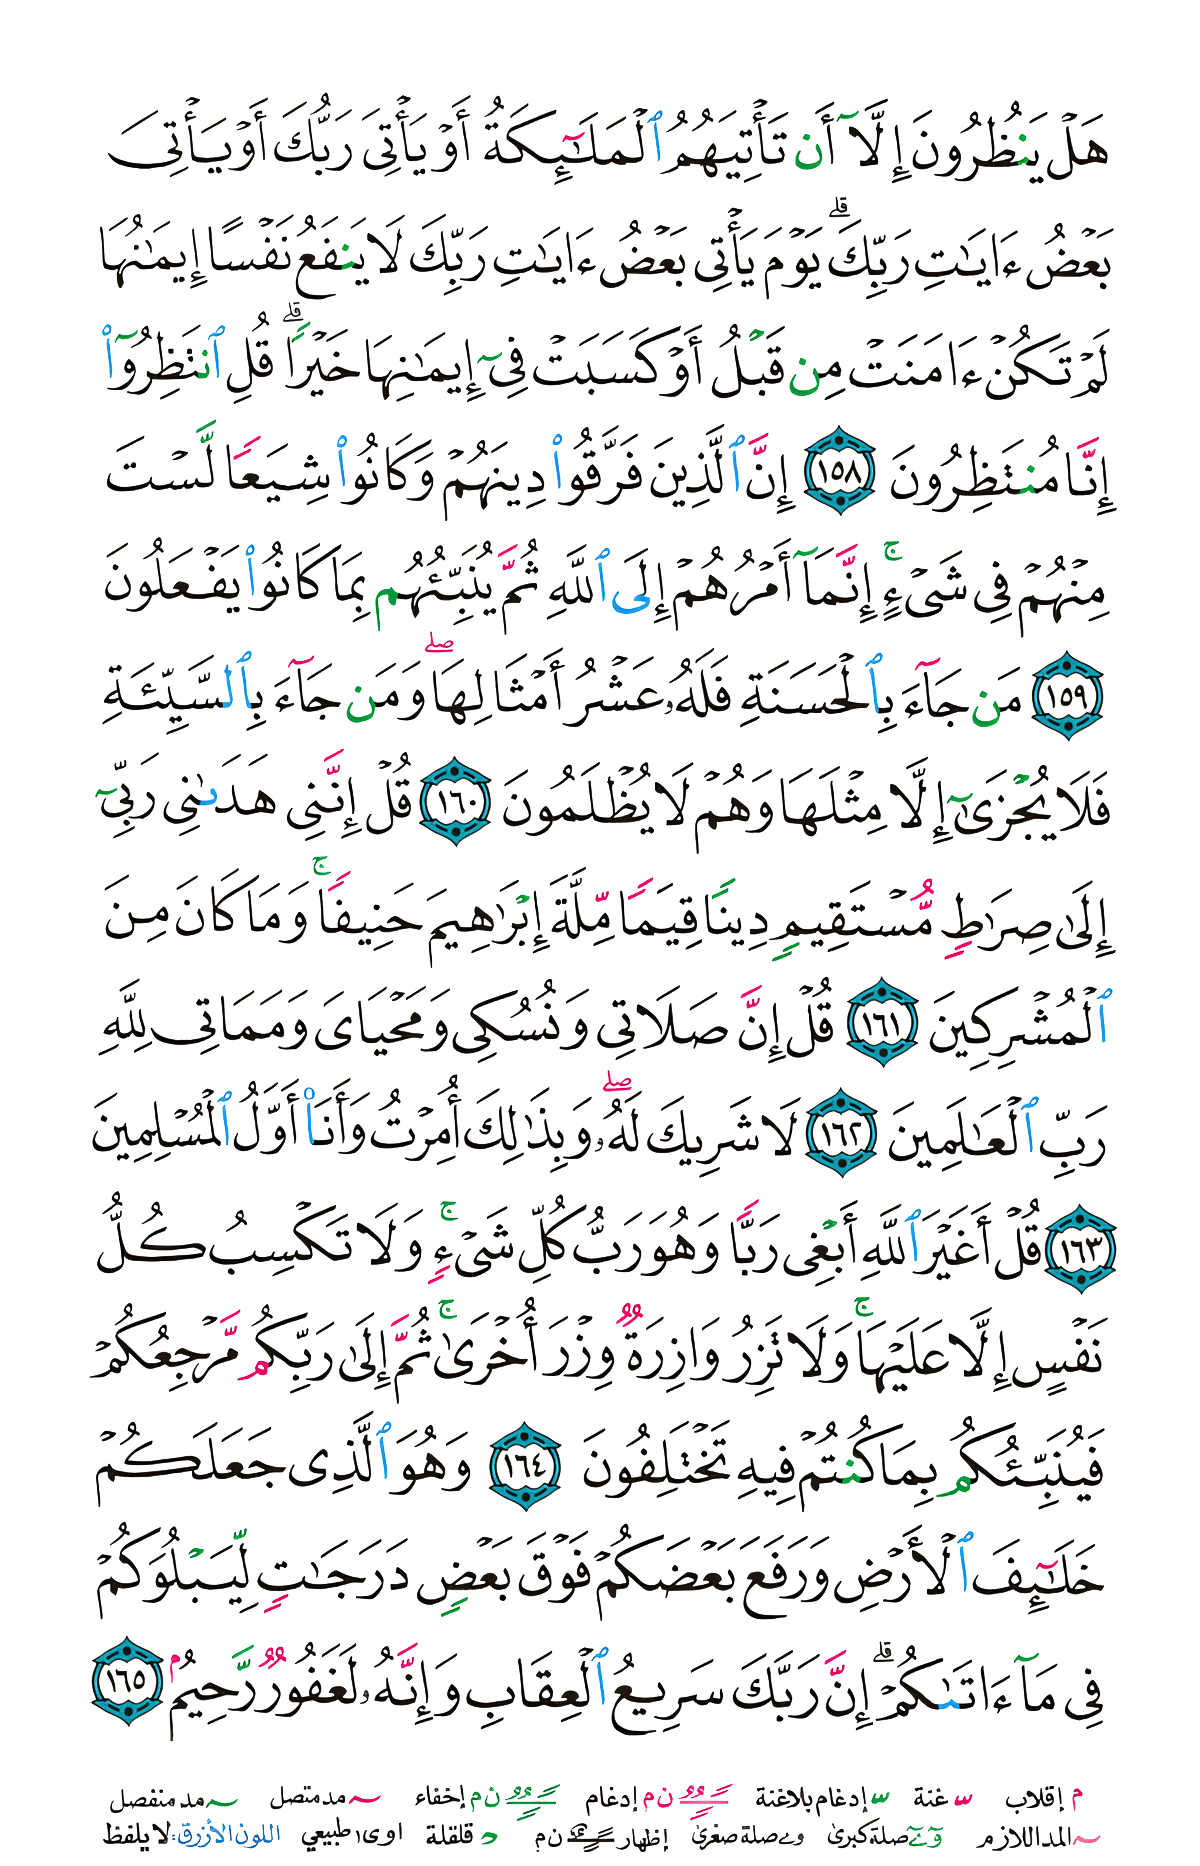 هَلۡ يَنظُرُونَ إِلَّآ أَن تَأۡتِيَهُمُ ٱلۡمَلَٰٓئِكَةُ أَوۡ يَأۡتِيَ رَبُّكَ أَوۡ يَأۡتِيَ
بَعۡضُ ءَايَٰتِ رَبِّكَۗ يَوۡمَ يَأۡتِي بَعۡضُ ءَايَٰتِ رَبِّكَ لَا يَنفَعُ نَفۡسًا إِيمَٰنُهَا
لَمۡ تَكُنۡ ءَامَنَتۡ مِن قَبۡلُ أَوۡ كَسَبَتۡ فِيٓ إِيمَٰنِهَا خَيۡرٗاۗ قُلِ ٱنتَظِرُوٓاْ
إِنَّا مُنتَظِرُونَ ١٥٨ إِنَّ ٱلَّذِينَ فَرَّقُواْ دِينَهُمۡ وَكَانُواْ شِيَعٗا لَّسۡتَ
مِنۡهُمۡ فِي شَيۡءٍۚ إِنَّمَآ أَمۡرُهُمۡ إِلَى ٱللَّهِ ثُمَّ يُنَبِّئُهُم بِمَا كَانُواْ يَفۡعَلُونَ
١٥٩ مَن جَآءَ بِٱلۡحَسَنَةِ فَلَهُۥ عَشۡرُ أَمۡثَالِهَاۖ وَمَن جَآءَ بِٱلسَّيِّئَةِ
فَلَا يُجۡزَىٰٓ إِلَّا مِثۡلَهَا وَهُمۡ لَا يُظۡلَمُونَ ١٦٠ قُلۡ إِنَّنِي هَدَىٰنِي رَبِّيٓ
إِلَىٰ صِرَٰطٖ مُّسۡتَقِيمٖ دِينٗا قِيَمٗا مِّلَّةَ إِبۡرَٰهِيمَ حَنِيفٗاۚ وَمَا كَانَ مِنَ
ٱلۡمُشۡرِكِينَ ١٦١ قُلۡ إِنَّ صَلَاتِي وَنُسُكِي وَمَحۡيَايَ وَمَمَاتِي لِلَّهِ
رَبِّ ٱلۡعَٰلَمِينَ ١٦٢ لَا شَرِيكَ لَهُۥۖ وَبِذَٰلِكَ أُمِرۡتُ وَأَنَا۠ أَوَّلُ ٱلۡمُسۡلِمِينَ
١٦٣ قُلۡ أَغَيۡرَ ٱللَّهِ أَبۡغِي رَبّٗا وَهُوَ رَبُّ كُلِّ شَيۡءٖۚ وَلَا تَكۡسِبُ كُلُّ
نَفۡسٍ إِلَّا عَلَيۡهَاۚ وَلَا تَزِرُ وَازِرَةٞ وِزۡرَ أُخۡرَىٰۚ ثُمَّ إِلَىٰ رَبِّكُم مَّرۡجِعُكُمۡ
فَيُنَبِّئُكُم بِمَا كُنتُمۡ فِيهِ تَخۡتَلِفُونَ ١٦٤ وَهُوَ ٱلَّذِي جَعَلَكُمۡ
خَلَٰٓئِفَ ٱلۡأَرۡضِ وَرَفَعَ بَعۡضَكُمۡ فَوۡقَ بَعۡضٖ دَرَجَٰتٖ لِّيَبۡلُوَكُمۡ
فِي مَآ ءَاتَىٰكُمۡۗ إِنَّ رَبَّكَ سَرِيعُ ٱلۡعِقَابِ وَإِنَّهُۥ لَغَفُورٞ رَّحِيمُۢ ١٦٥
م إقلاب ّ غنة ّ إدغام بلاغنة ن م إدغام ن م إخفاء ~ مد متصل ~ مد منفصل
~ المد اللازم صلة كبرى وے صلة صغرى إظهار ن م قلقلة اوى طبيعي اللون الأزرق: لا يلفظ